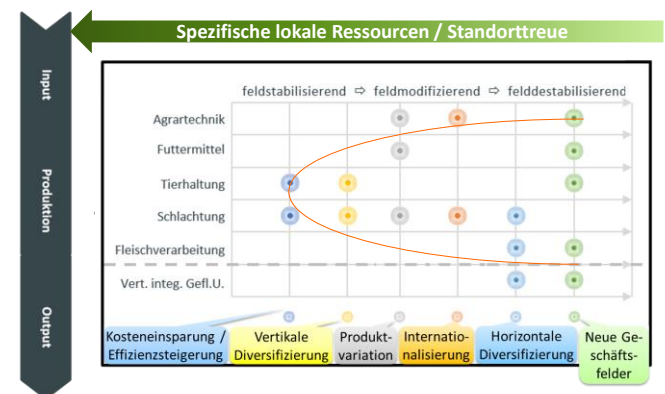 Spezifische lokale Ressourcen / Standorttreue
Input
Produktion
Output
feldstabilisierend ⇨ feldmodifizierend ⇨ felddestabilisierend
Agrartechnik
Futtermittel
Tierhaltung
Schlachtung
Fleischverarbeitung
Vert. integ. Gefl.U.
Kosteneinsparung /
Effizienzsteigerung
Vertikale
Diversifizierung
Produkt-
variation
Internatio-
nalisierung
Horizontale
Diversifizierung
Neue Ge-
schäfts-
felder